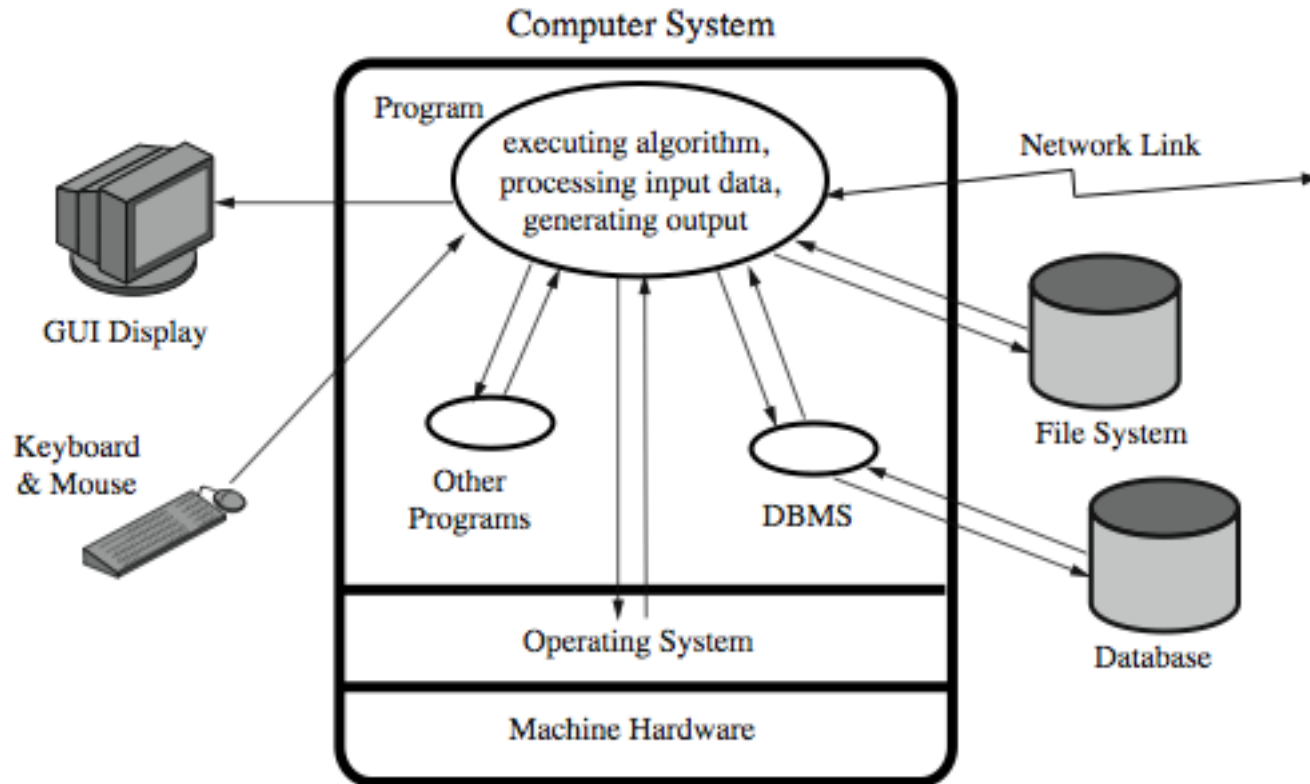 Computer System
Program
executing algorithm,
processing input data,
generating output
Network Link
GUI Display
File System
Keyboard
& Mouse
Other
Programs
DBMS
Operating System
Database
Machine Hardware